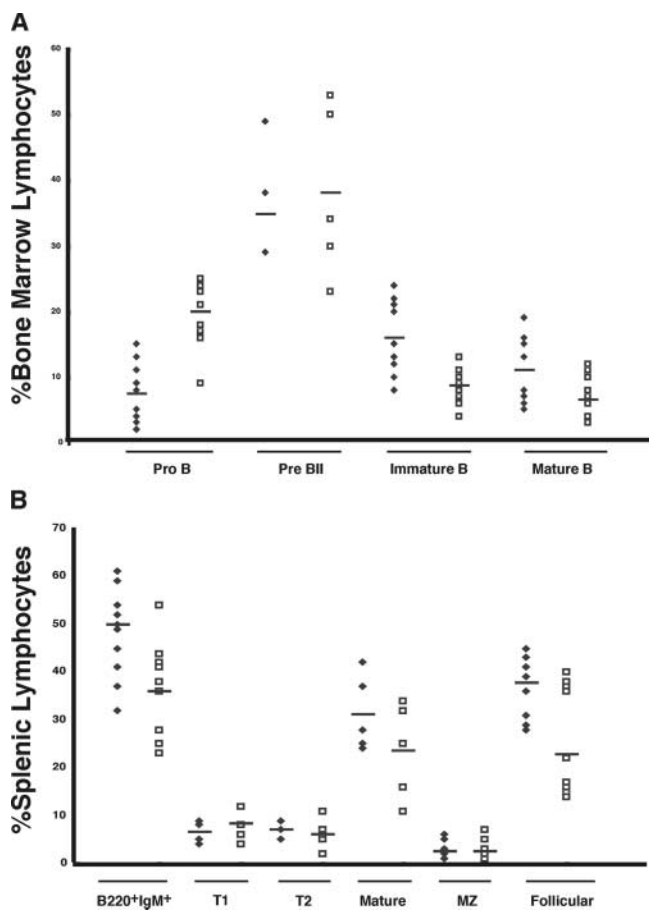 A
%Bone Marrow Lymphocytes
60
50
40
30
20
10
0
Pro B
Pre BII
Immature B
Mature B
B
%Splenic Lymphocytes
70
60
50
40
30
20
10
0
B220+IgM+
T1
T2
Mature
MZ
Follicular